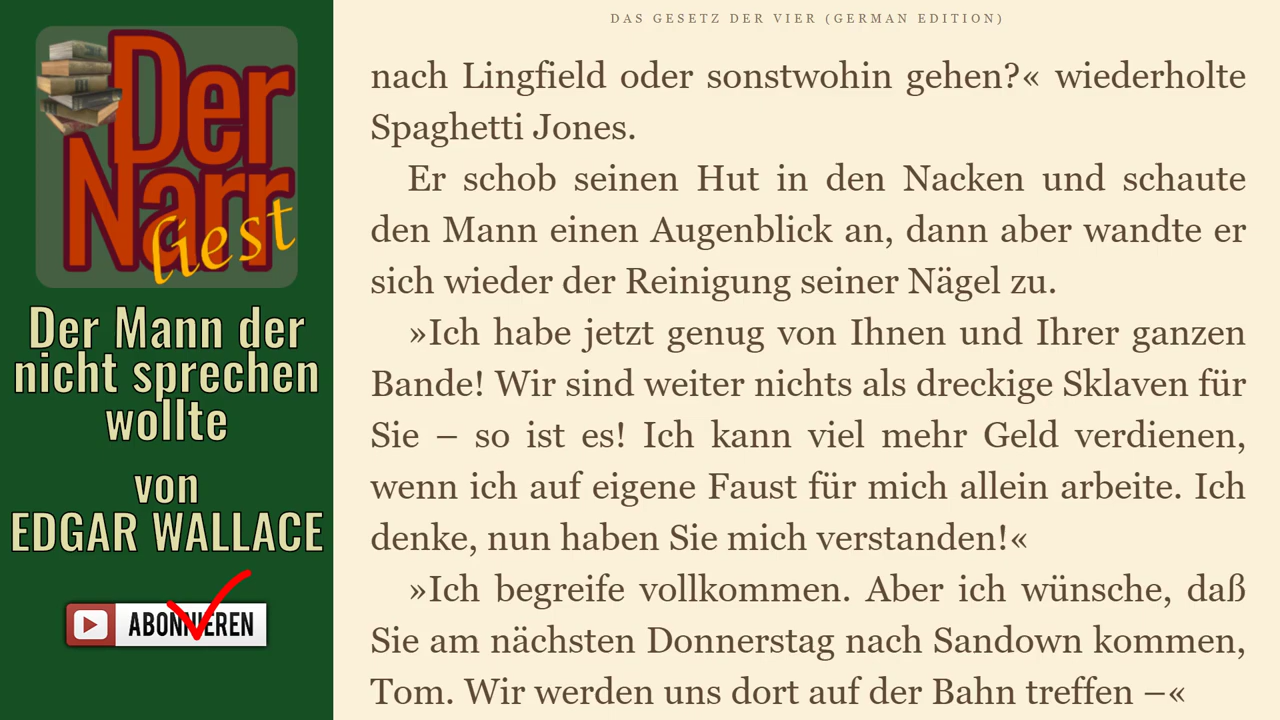 Der
Narr
liest
Der Mann der
nicht sprechen
wollte
von
EDGAR WALLACE
ABONNIEREN
DAS GESETZ DER VIER (GERMAN EDITION)
nach Lingfield oder sonstwohin gehen?« wiederholte
Spaghetti Jones.
Er schob seinen Hut in den Nacken und schaute
den Mann einen Augenblick an, dann aber wandte er
sich wieder der Reinigung seiner Nägel zu.
»Ich habe jetzt genug von Ihnen und Ihrer ganzen
Bande! Wir sind weiter nichts als dreckige Sklaven für
Sie – so ist es! Ich kann viel mehr Geld verdienen,
wenn ich auf eigene Faust für mich allein arbeite. Ich
denke, nun haben Sie mich verstanden!«
»Ich begreife vollkommen. Aber ich wünsche, daß
Sie am nächsten Donnerstag nach Sandown kommen,
Tom. Wir werden uns dort auf der Bahn treffen –«